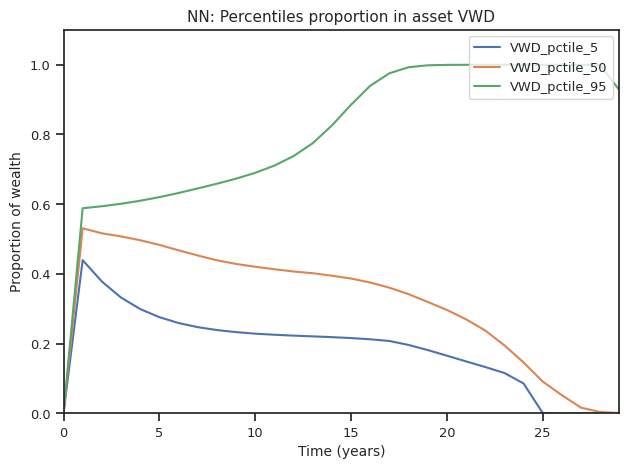 NN: Percentiles proportion in asset VWD
VWD_pctile_5
VWD_pctile_50
VWD_pctile_95
Proportion of wealth
1.0
0.8
0.6
0.4
0.2
0.0
0 5 10 15 20 25
Time (years)